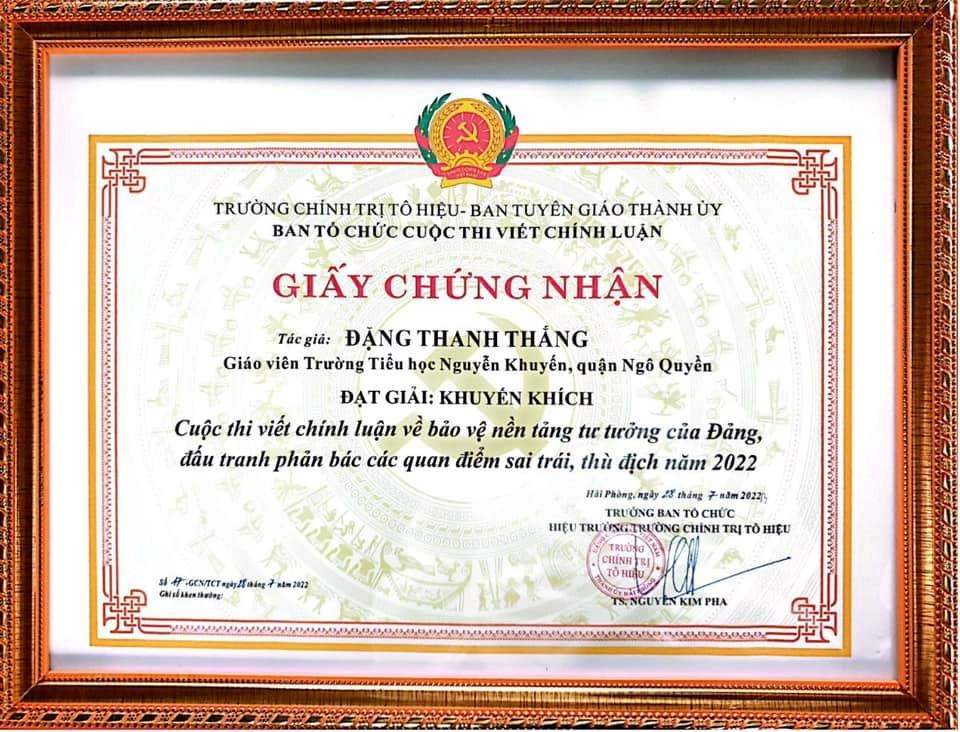 TRƯỜNG CHÍNH TRỊ TÔ HIỆU- BAN TUYÊN GIÁO THÀNH ỦY
BAN TỔ CHỨC CUỘC THI VIẾT CHÍNH LUẬN
GIẤY CHỨNG NHẬN
Tác giả: ĐẶNG THANH THẮNG
Giáo viên Trường Tiểu học Nguyễn Khuyến, quận Ngô Quyền
ĐẠT GIẢI: KHUYẾN KHÍCH
Cuộc thi viết chính luận về bảo vệ nền tảng tư tưởng của Đảng,
đấu tranh phản bác các quan điểm sai trái, thù địch năm 2022
Hải Phòng, ngày 28 tháng 7 năm 2022
TRƯỞNG BAN TỔ CHỨC
HIỆU TRƯỞNG TRƯỜNG CHÍNH TRỊ TÔ HIỆU
TRƯỜNG
CHÍNH TRỊ
TÔ HIỆU
THÀNH ỦY HẢI PHÒNG
TS. NGUYỄN KIM PHA
Số 17 -GCN/TCT ngày 28 tháng 7 năm 2022
Ghi sổ khen thưởng: